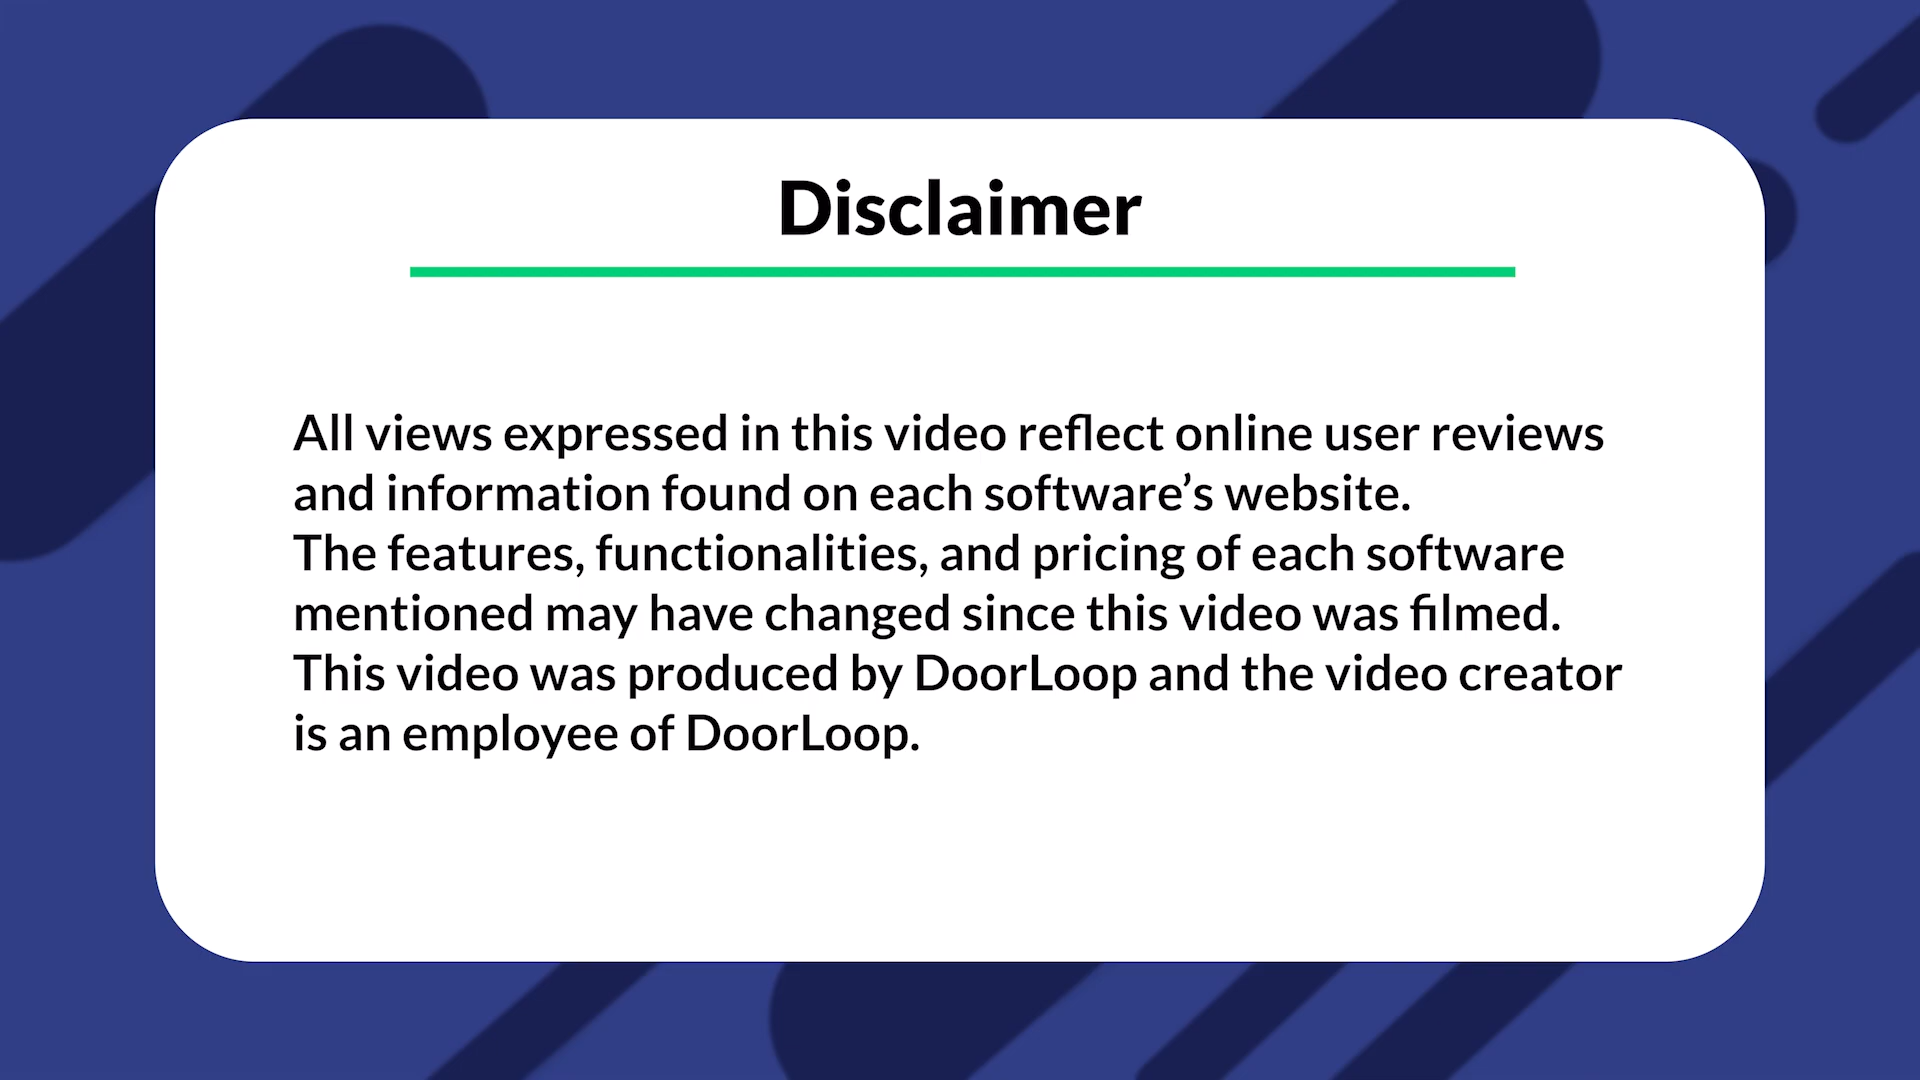 Disclaimer
All views expressed in this video reflect online user reviews
and information found on each software’s website.
The features, functionalities, and pricing of each software
mentioned may have changed since this video was filmed.
This video was produced by DoorLoop and the video creator
is an employee of DoorLoop.